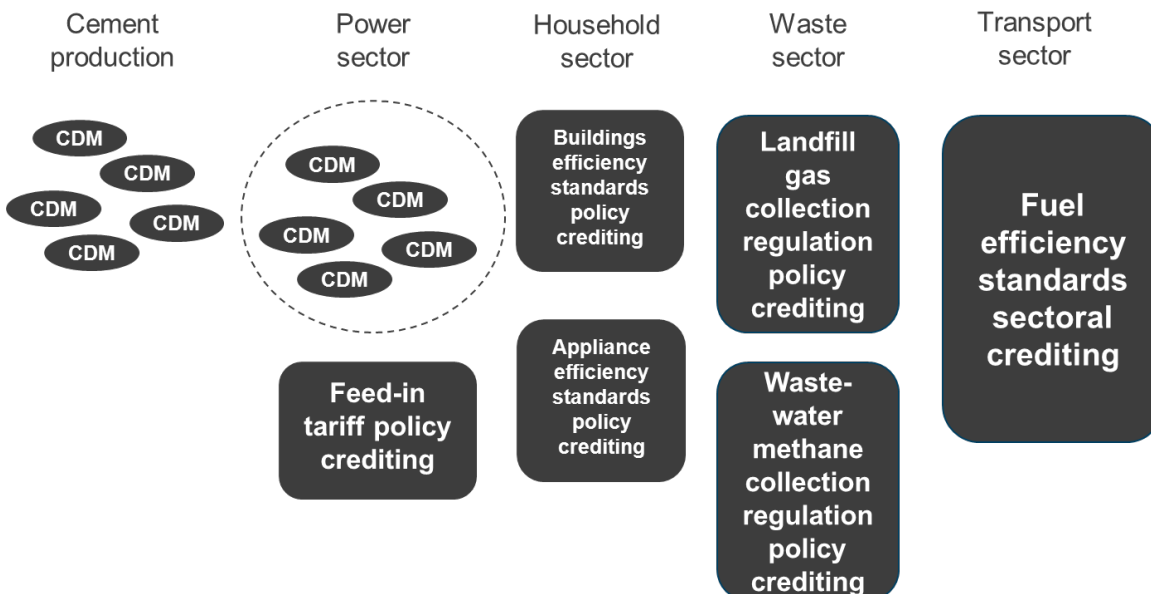 Cement
production
Power
sector
Household
sector
Waste
sector
Transport
sector
CDM
CDM
CDM
CDM
CDM
CDM
CDM
CDM
CDM
CDM
Feed-in
tariff policy
crediting
Buildings
efficiency
standards
policy
crediting
Appliance
efficiency
standards
policy
crediting
Landfill
gas
collection
regulation
policy
crediting
Waste-
water
methane
collection
regulation
policy
crediting
Fuel
efficiency
standards
sectoral
crediting